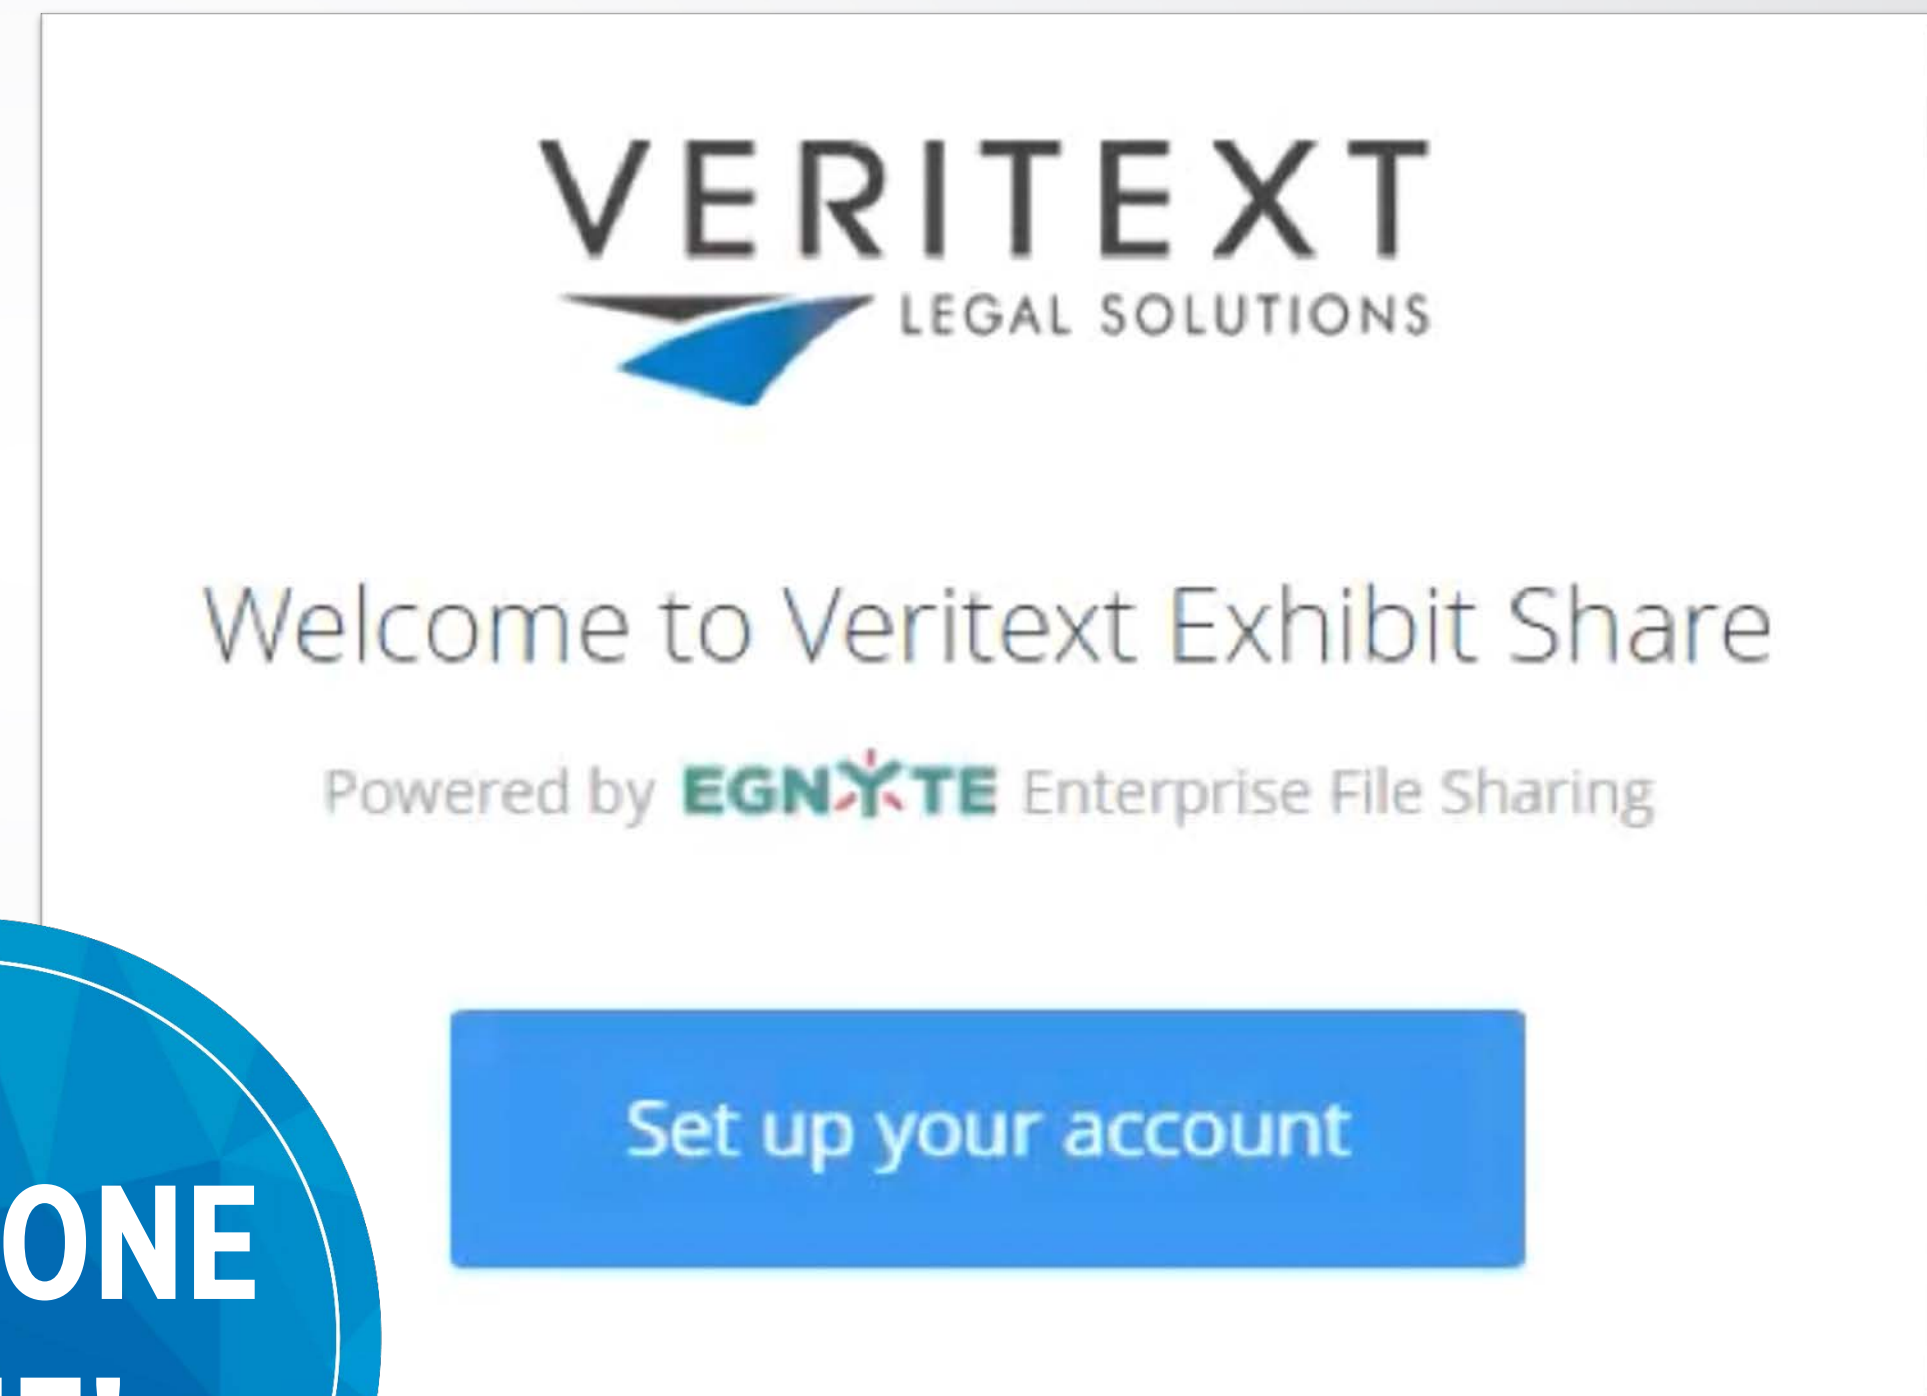 VERITEXT
LEGAL SOLUTIONS
Welcome to Veritext Exhibit Share
Powered by EGNYTE Enterprise File Sharing
Set up your account
ONE